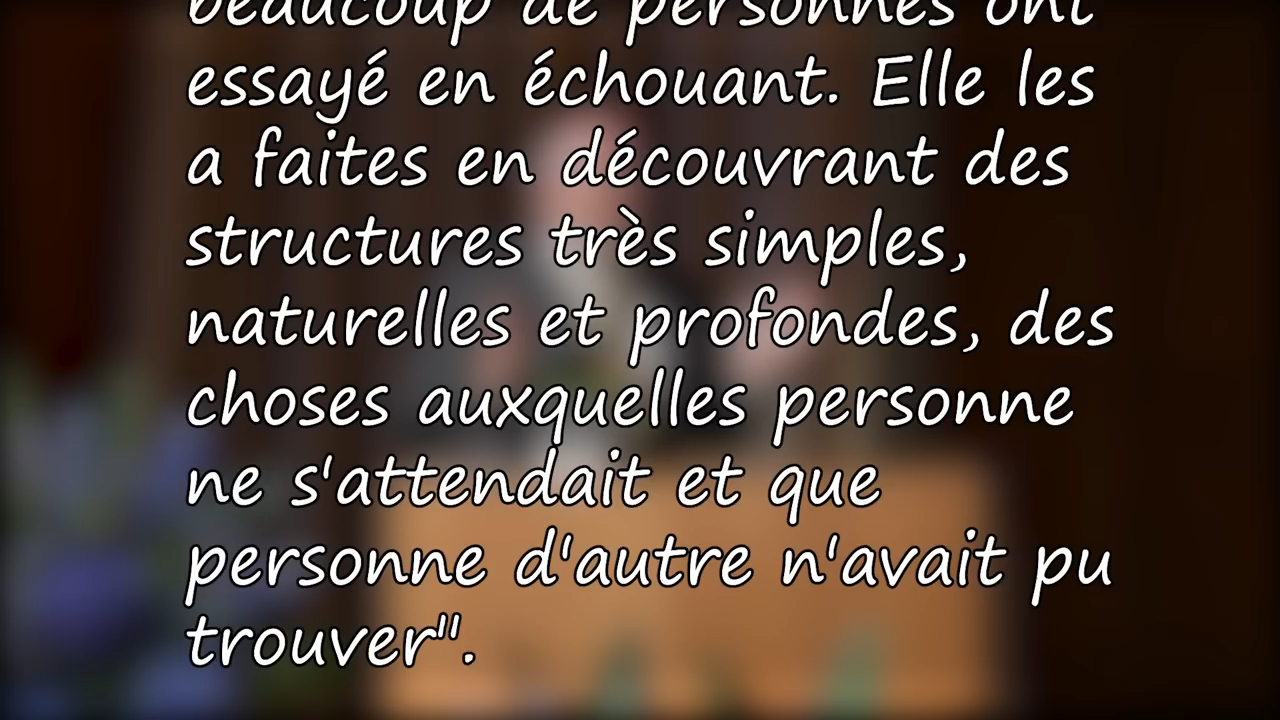 beaucoup de personnes ont
essayé en échouant. Elle les
a faites en découvrant des
structures très simples,
naturelles et profondes, des
choses auxquelles personne
ne s'attendait et que
personne d'autre n'avait pu
trouver".